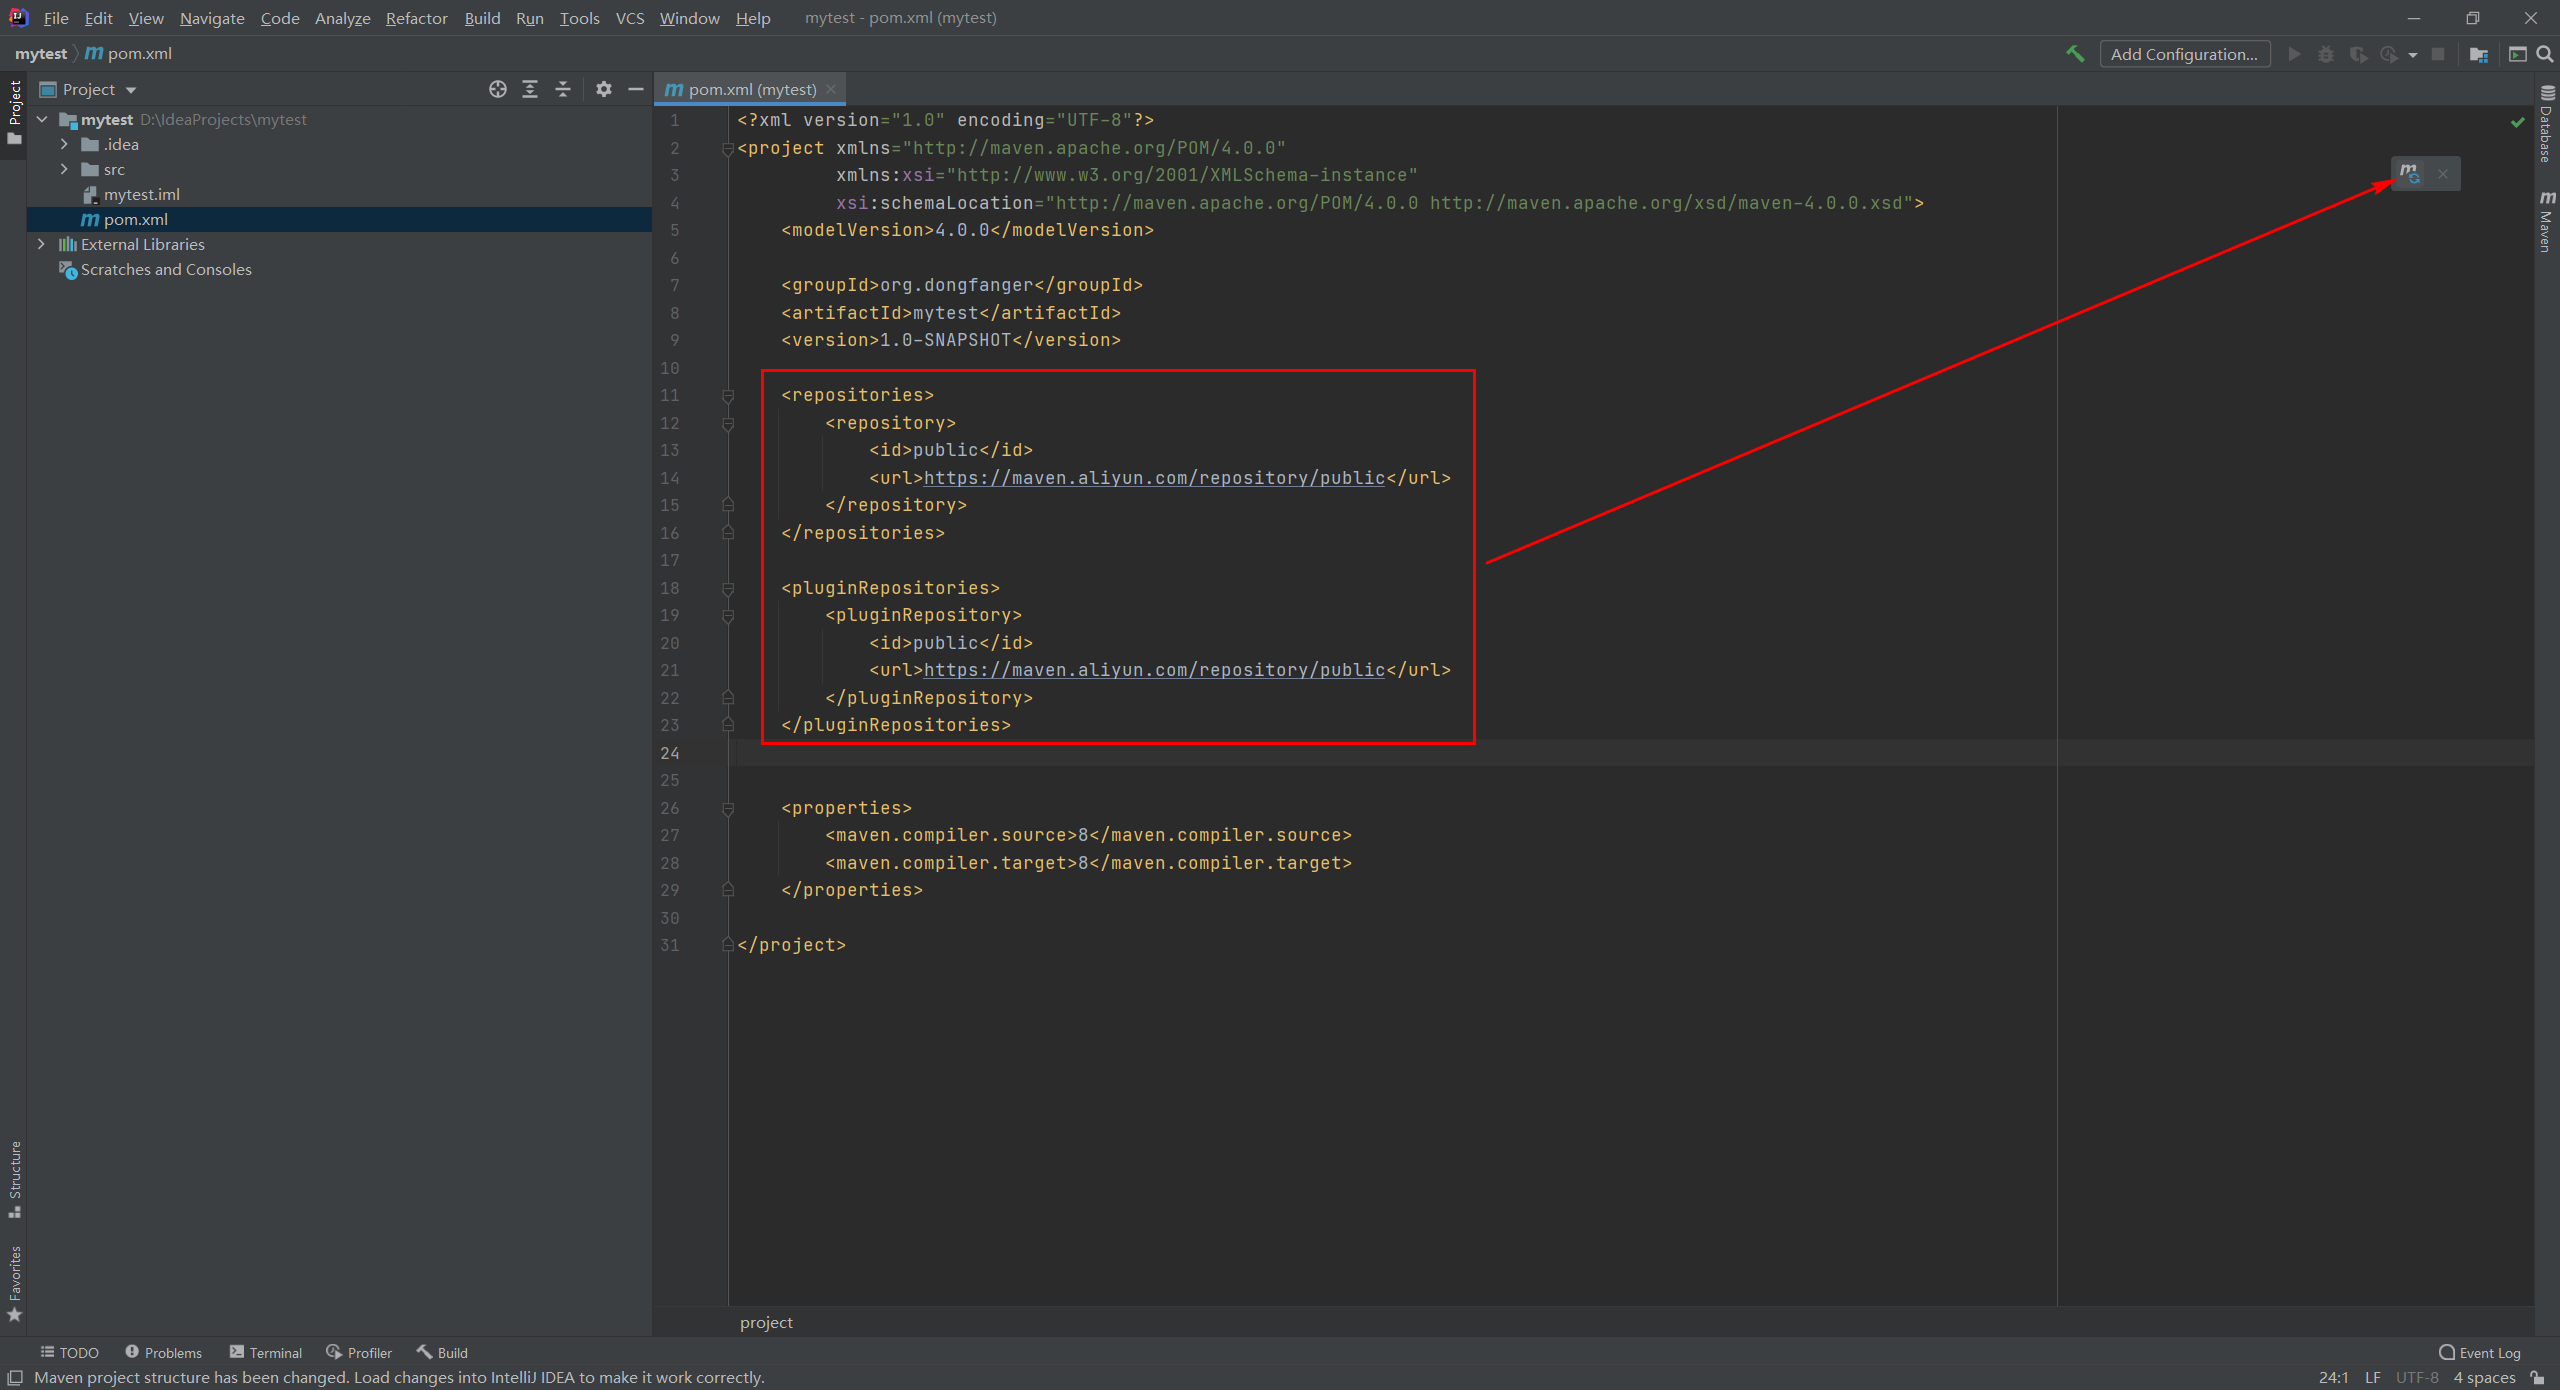 File Edit View Navigate Code Analyze Refactor Build Run Tools VCS Window Help mytest - pom.xml (mytest)
mytest pom.xml
Add Configuration...
Project
pom.xml (mytest)
mytest D:\IdeaProjects\mytest
.idea
src
mytest.iml
pom.xml
External Libraries
Scratches and Consoles
Project
Structure
Favorites
1 <?xml version="1.0" encoding="UTF-8"?>
2 <project xmlns="http://maven.apache.org/POM/4.0.0"
3 xmlns:xsi="http://www.w3.org/2001/XMLSchema-instance"
4 xsi:schemaLocation="http://maven.apache.org/POM/4.0.0 http://maven.apache.org/xsd/maven-4.0.0.xsd">
5 <modelVersion>4.0.0</modelVersion>
6
7 <groupId>org.dongfanger</groupId>
8 <artifactId>mytest</artifactId>
9 <version>1.0-SNAPSHOT</version>
10
11 <repositories>
12 <repository>
13 <id>public</id>
14 <url>https://maven.aliyun.com/repository/public</url>
15 </repository>
16 </repositories>
17
18 <pluginRepositories>
19 <pluginRepository>
20 <id>public</id>
21 <url>https://maven.aliyun.com/repository/public</url>
22 </pluginRepository>
23 </pluginRepositories>
24
25
26 <properties>
27 <maven.compiler.source>8</maven.compiler.source>
28 <maven.compiler.target>8</maven.compiler.target>
29 </properties>
30
31 </project>
Database
Maven
project
TODO Problems Terminal Profiler Build Event Log
Maven project structure has been changed. Load changes into IntelliJ IDEA to make it work correctly. 24:1 LF UTF-8 4 spaces